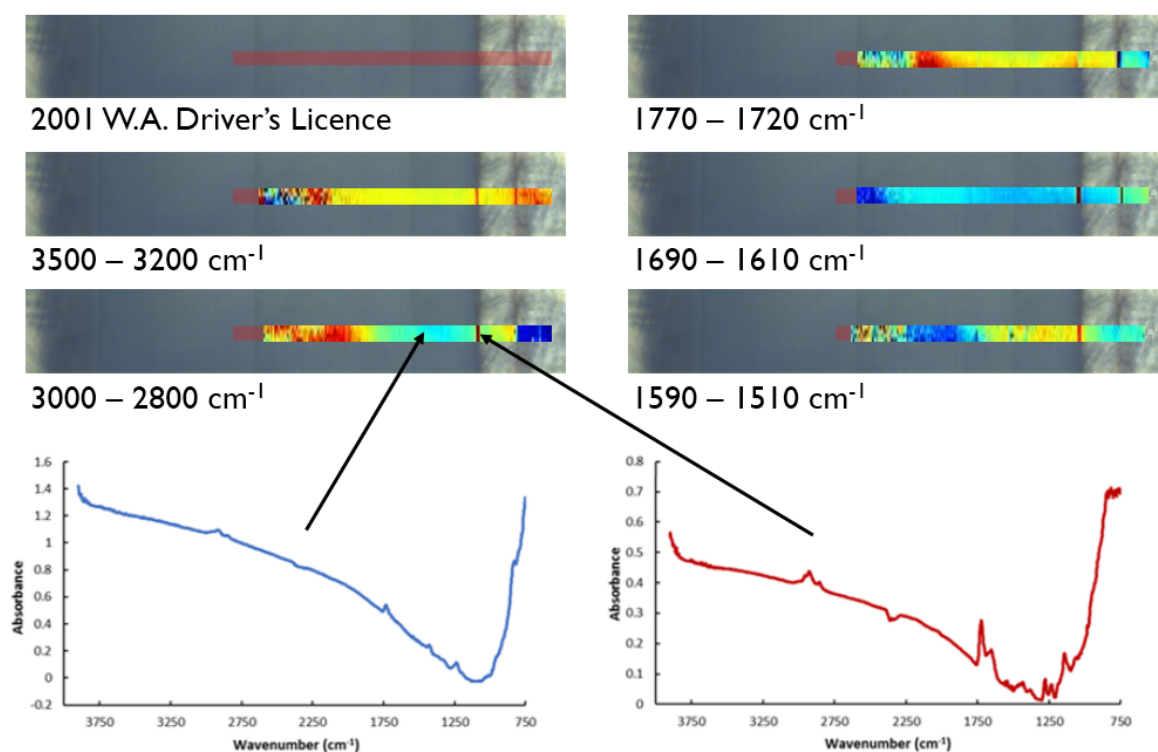 2001 W.A. Driver's Licence
1770 – 1720 cm⁻¹
3500 – 3200 cm⁻¹
1690 – 1610 cm⁻¹
3000 – 2800 cm⁻¹
1590 – 1510 cm⁻¹
Absorbance
1.6
1.4
1.2
1
0.8
0.6
0.4
0.2
0
-0.2
3750 3250 2750 2250 1750 1250 750
Wavenumber (cm⁻¹)
Absorbance
0.8
0.7
0.6
0.5
0.4
0.3
0.2
0.1
0
3750 3250 2750 2250 1750 1250 750
Wavenumber (cm⁻¹)